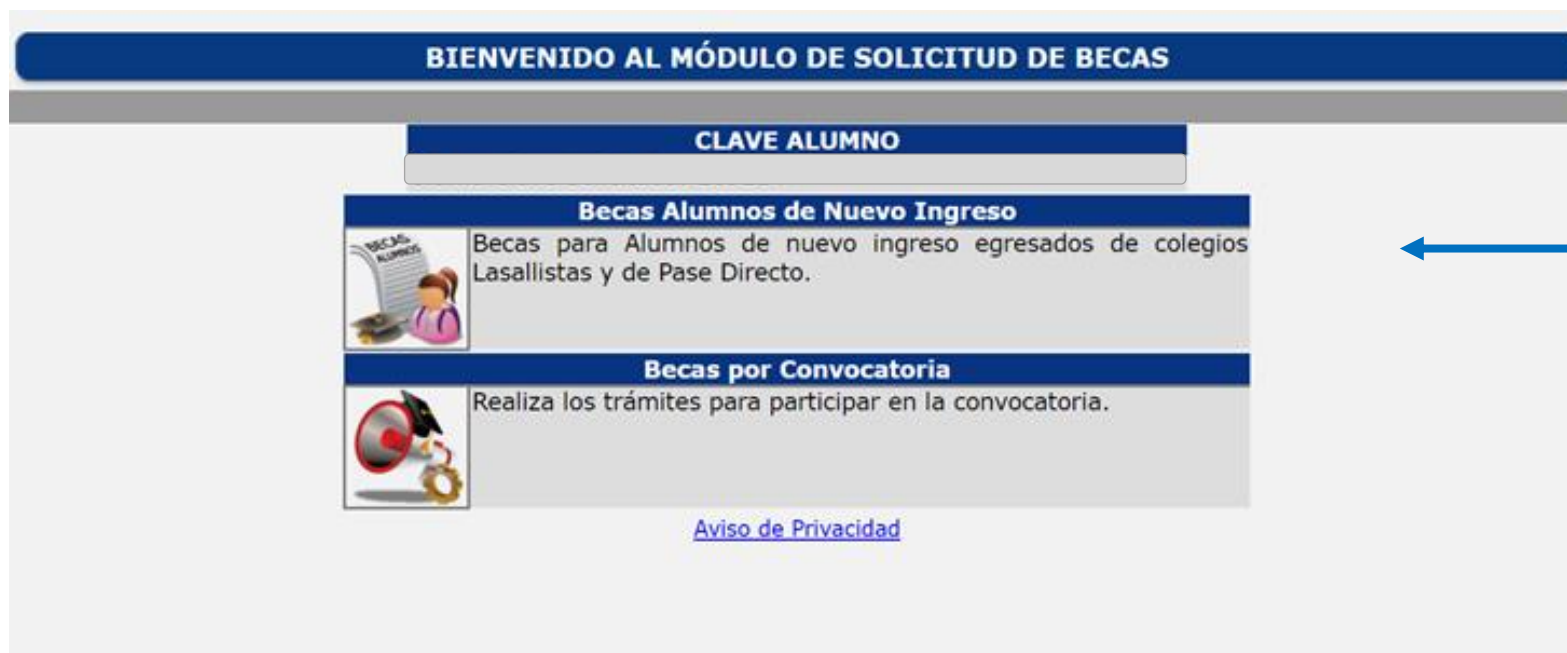 BIENVENIDO AL MÓDULO DE SOLICITUD DE BECAS
CLAVE ALUMNO
Becas Alumnos de Nuevo Ingreso
BECAS
ALUMNOS
Becas para Alumnos de nuevo ingreso egresados de colegios
Lasallistas y de Pase Directo.
Becas por Convocatoria
Realiza los trámites para participar en la convocatoria.
Aviso de Privacidad